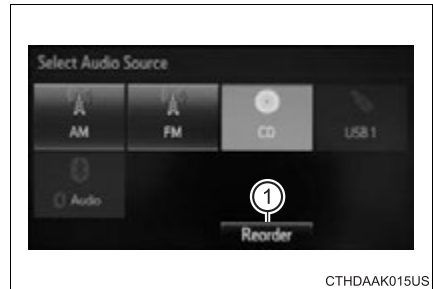 Select Audio Source
AM FM CD USB 1
Audio
1
Reorder
CTHDAAK015US